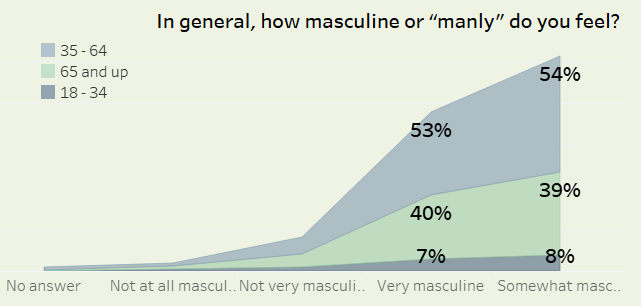 In general, how masculine or “manly” do you feel?
35 - 64
65 and up
18 - 34
54%
53%
39%
40%
7%
8%
No answer
Not at all mascul..
Not very masculi..
Very masculine
Somewhat masc..